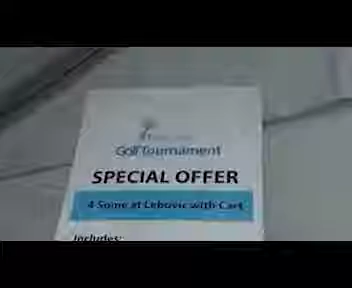 Golf Tournament
SPECIAL OFFER
4 Some at Lebovic with Cart
Includes: